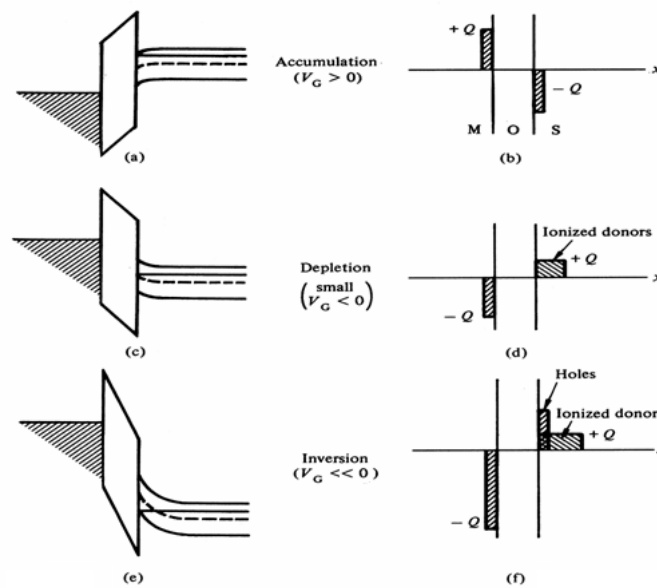 + Q
Accumulation
(V_G > 0)
x
− Q
M O S
(a)
(b)
Ionized donors
Depletion
+ Q
( small
V_G < 0 )
x
− Q
(c)
(d)
Holes
Ionized donor
+ Q
Inversion
(V_G << 0)
− Q
(e)
(f)